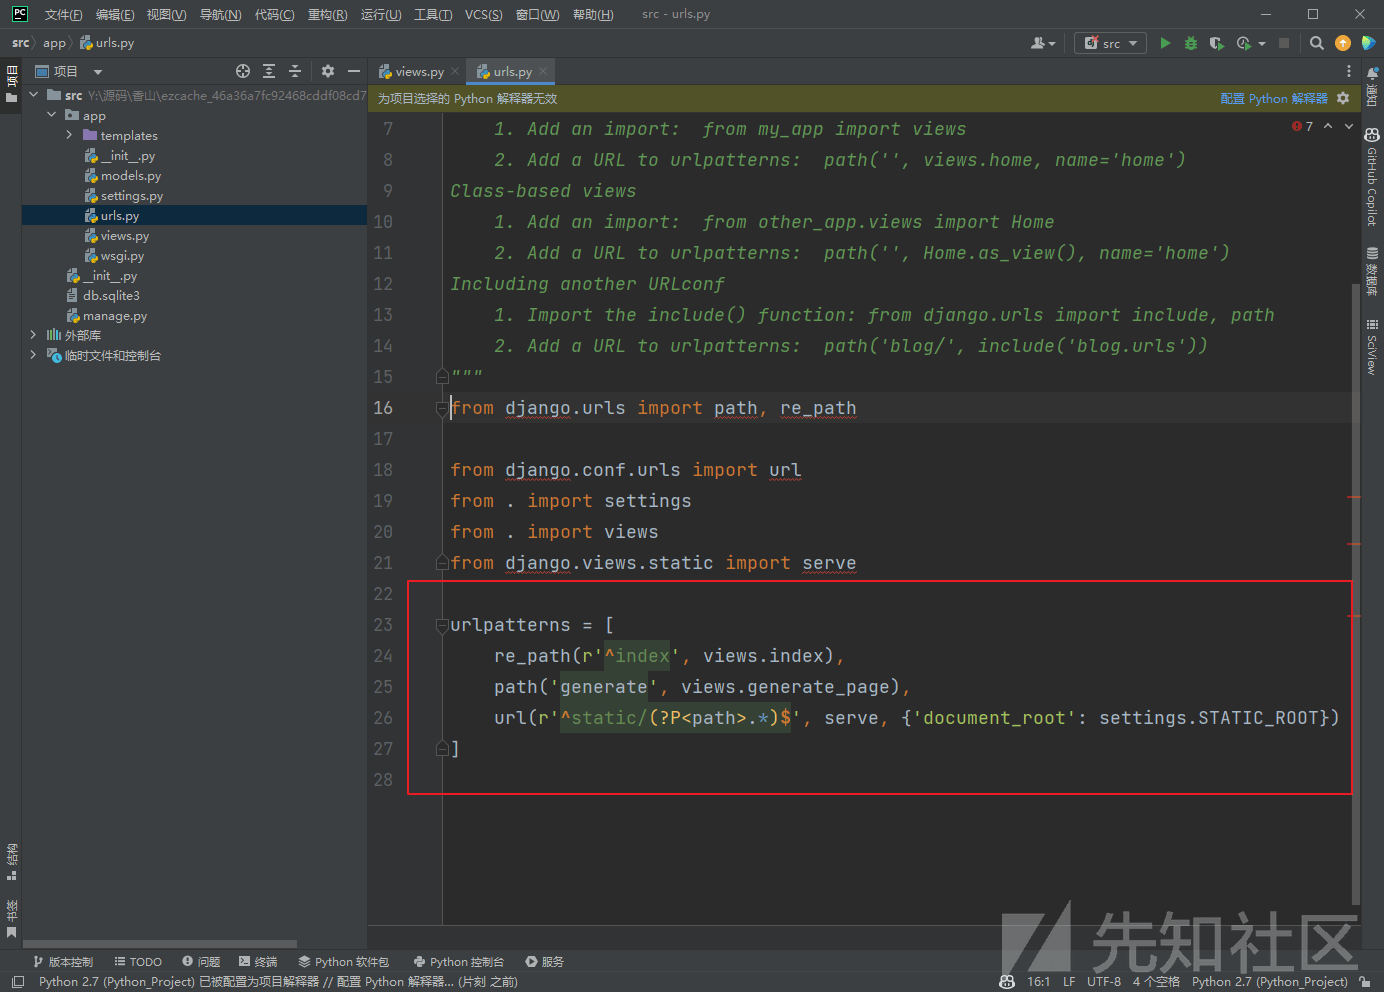 PC 文件(F) 编辑(E) 视图(V) 导航(N) 代码(C) 重构(R) 运行(U) 工具(T) VCS(S) 窗口(W) 帮助(H) src - urls.py
src app urls.py src
项目 views.py urls.py
为项目选择的 Python 解释器无效 配置 Python 解释器
项目
src Y:\源码\香山\ezcache_46a36a7fc92468cddf08cd7
app
templates
__init__.py
models.py
settings.py
urls.py
views.py
wsgi.py
__init__.py
db.sqlite3
manage.py
外部库
临时文件和控制台
7 1. Add an import:  from my_app import views
8 2. Add a URL to urlpatterns:  path('', views.home, name='home')
9 Class-based views
10 1. Add an import:  from other_app.views import Home
11 2. Add a URL to urlpatterns:  path('', Home.as_view(), name='home')
12 Including another URLconf
13 1. Import the include() function: from django.urls import include, path
14 2. Add a URL to urlpatterns:  path('blog/', include('blog.urls'))
15 """
16 from django.urls import path, re_path
17
18 from django.conf.urls import url
19 from . import settings
20 from . import views
21 from django.views.static import serve
22
23 urlpatterns = [
24 re_path(r'^index', views.index),
25 path('generate', views.generate_page),
26 url(r'^static/(?P<path>.*)$', serve, {'document_root': settings.STATIC_ROOT})
27 ]
28
7
通知
GitHub Copilot
数据库
SciView
结构
书签
先知社区
版本控制 TODO 问题 终端 Python 软件包 Python 控制台 服务
Python 2.7 (Python_Project) 已被配置为项目解释器 // 配置 Python 解释器... (片刻 之前) 16:1 LF UTF-8 4 个空格 Python 2.7 (Python_Project)